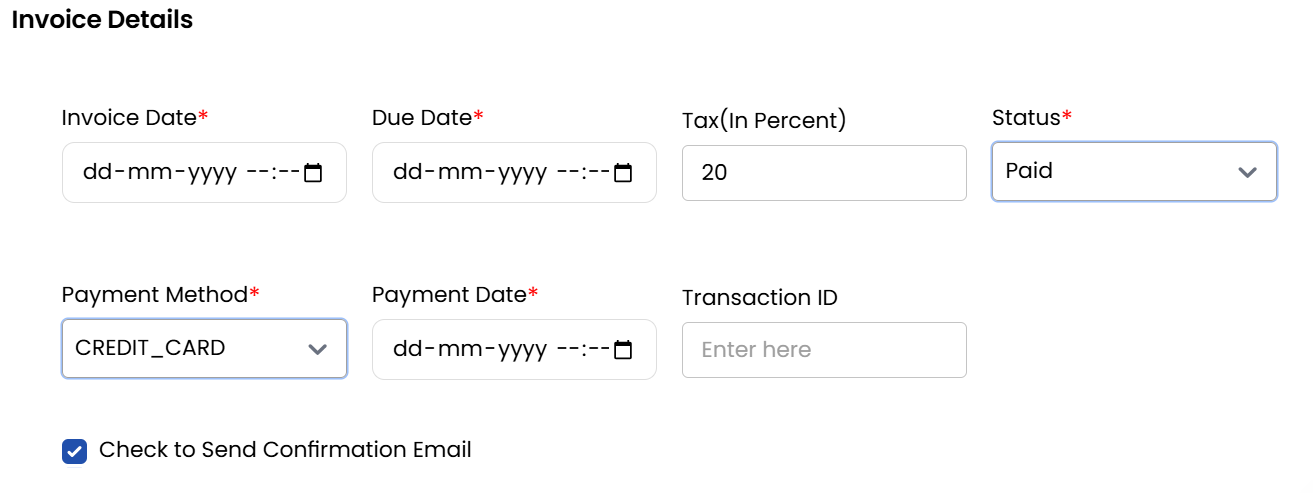 Invoice Details
Invoice Date* Due Date* Tax(In Percent) Status*
dd-mm-yyyy --:-- dd-mm-yyyy --:-- 20 Paid
Payment Method* Payment Date* Transaction ID
CREDIT_CARD dd-mm-yyyy --:-- Enter here
Check to Send Confirmation Email